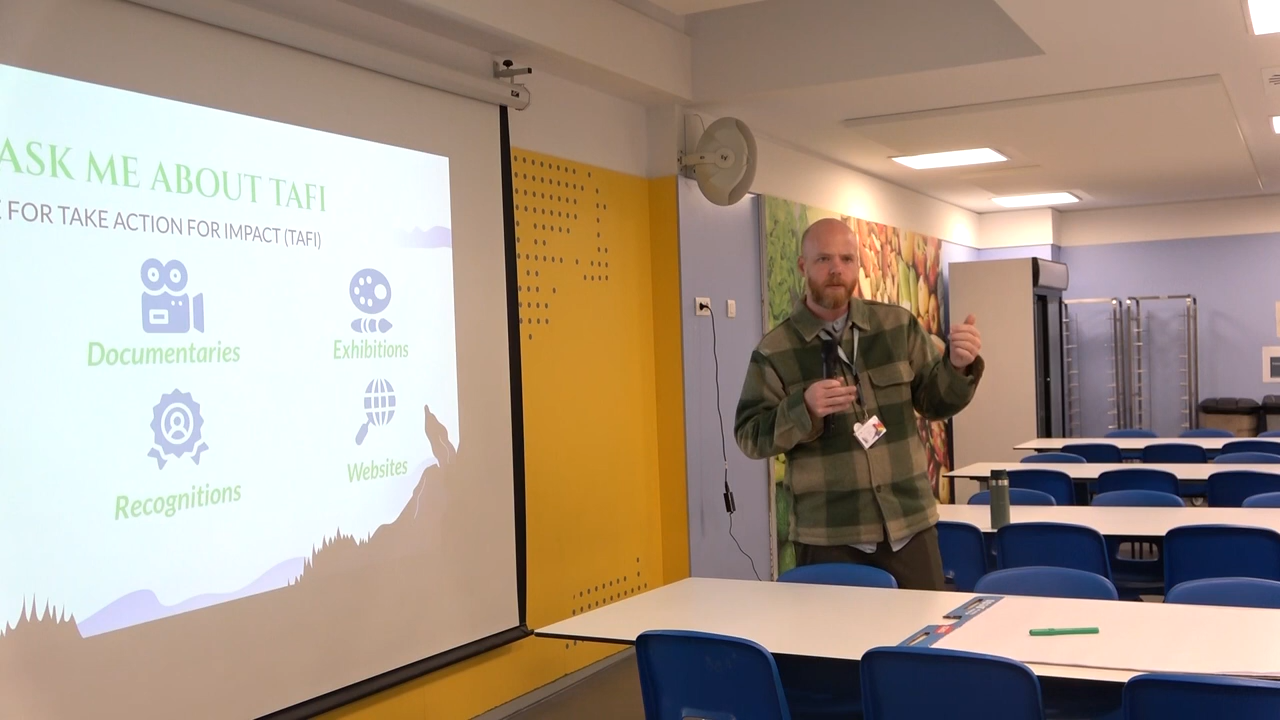 ASK ME ABOUT TAFI
FOR TAKE ACTION FOR IMPACT (TAFI)
Documentaries
Exhibitions
Recognitions
Websites